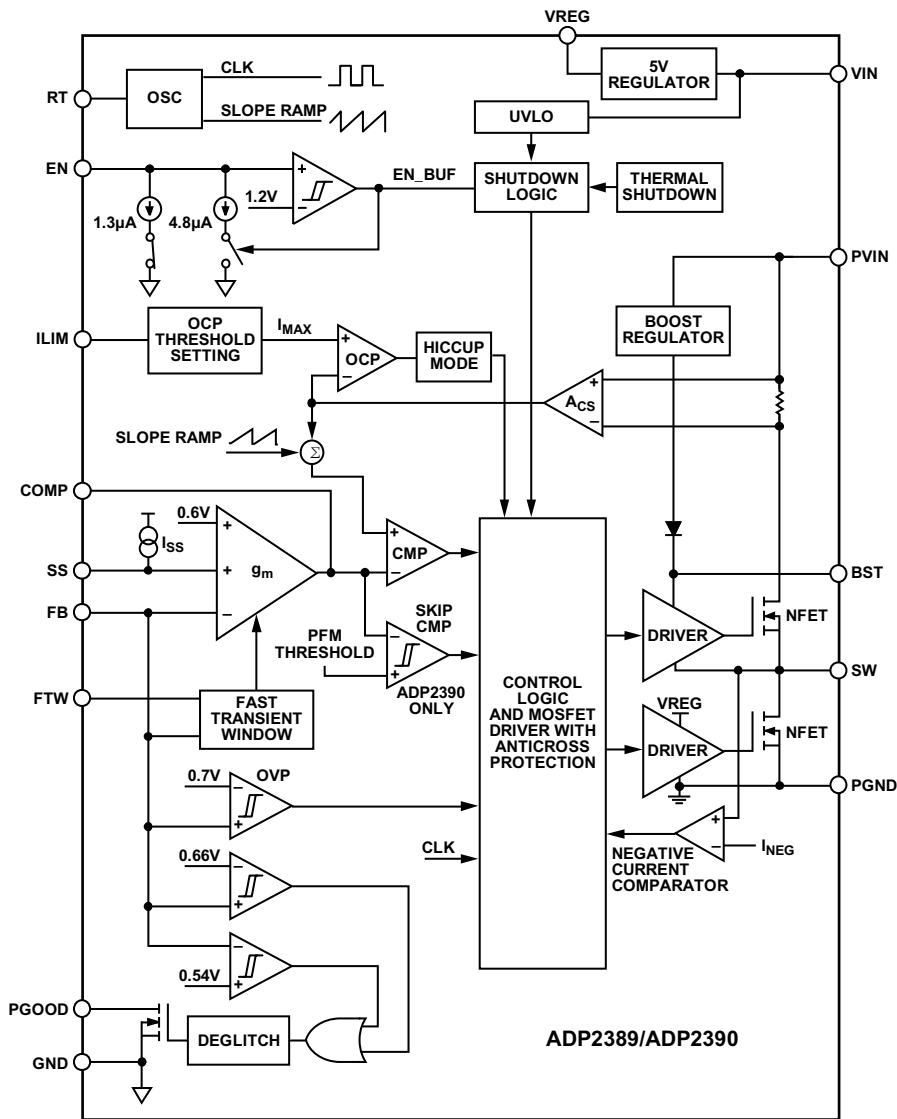 VREG
5V
REGULATOR
VIN
CLK
RT
OSC
SLOPE RAMP
UVLO
EN
EN_BUF
SHUTDOWN
LOGIC
THERMAL
SHUTDOWN
1.2V
+
−
1.3µA
4.8µA
PVIN
BOOST
REGULATOR
ILIM
OCP
THRESHOLD
SETTING
IMAX
+
−
OCP
HICCUP
MODE
ACS
+
−
SLOPE RAMP
Σ
COMP
0.6V
ISS
SS
FB
+
+
−
gm
+
−
CMP
BST
SKIP
CMP
−
+
PFM
THRESHOLD
ADP2390
ONLY
DRIVER
NFET
SW
FTW
FAST
TRANSIENT
WINDOW
CONTROL
LOGIC
AND MOSFET
DRIVER WITH
ANTICROSS
PROTECTION
VREG
DRIVER
NFET
PGND
0.7V
−
+
OVP
CLK
+
−
INEG
NEGATIVE
CURRENT
COMPARATOR
0.66V
−
+
−
+
0.54V
PGOOD
DEGLITCH
GND
ADP2389/ADP2390